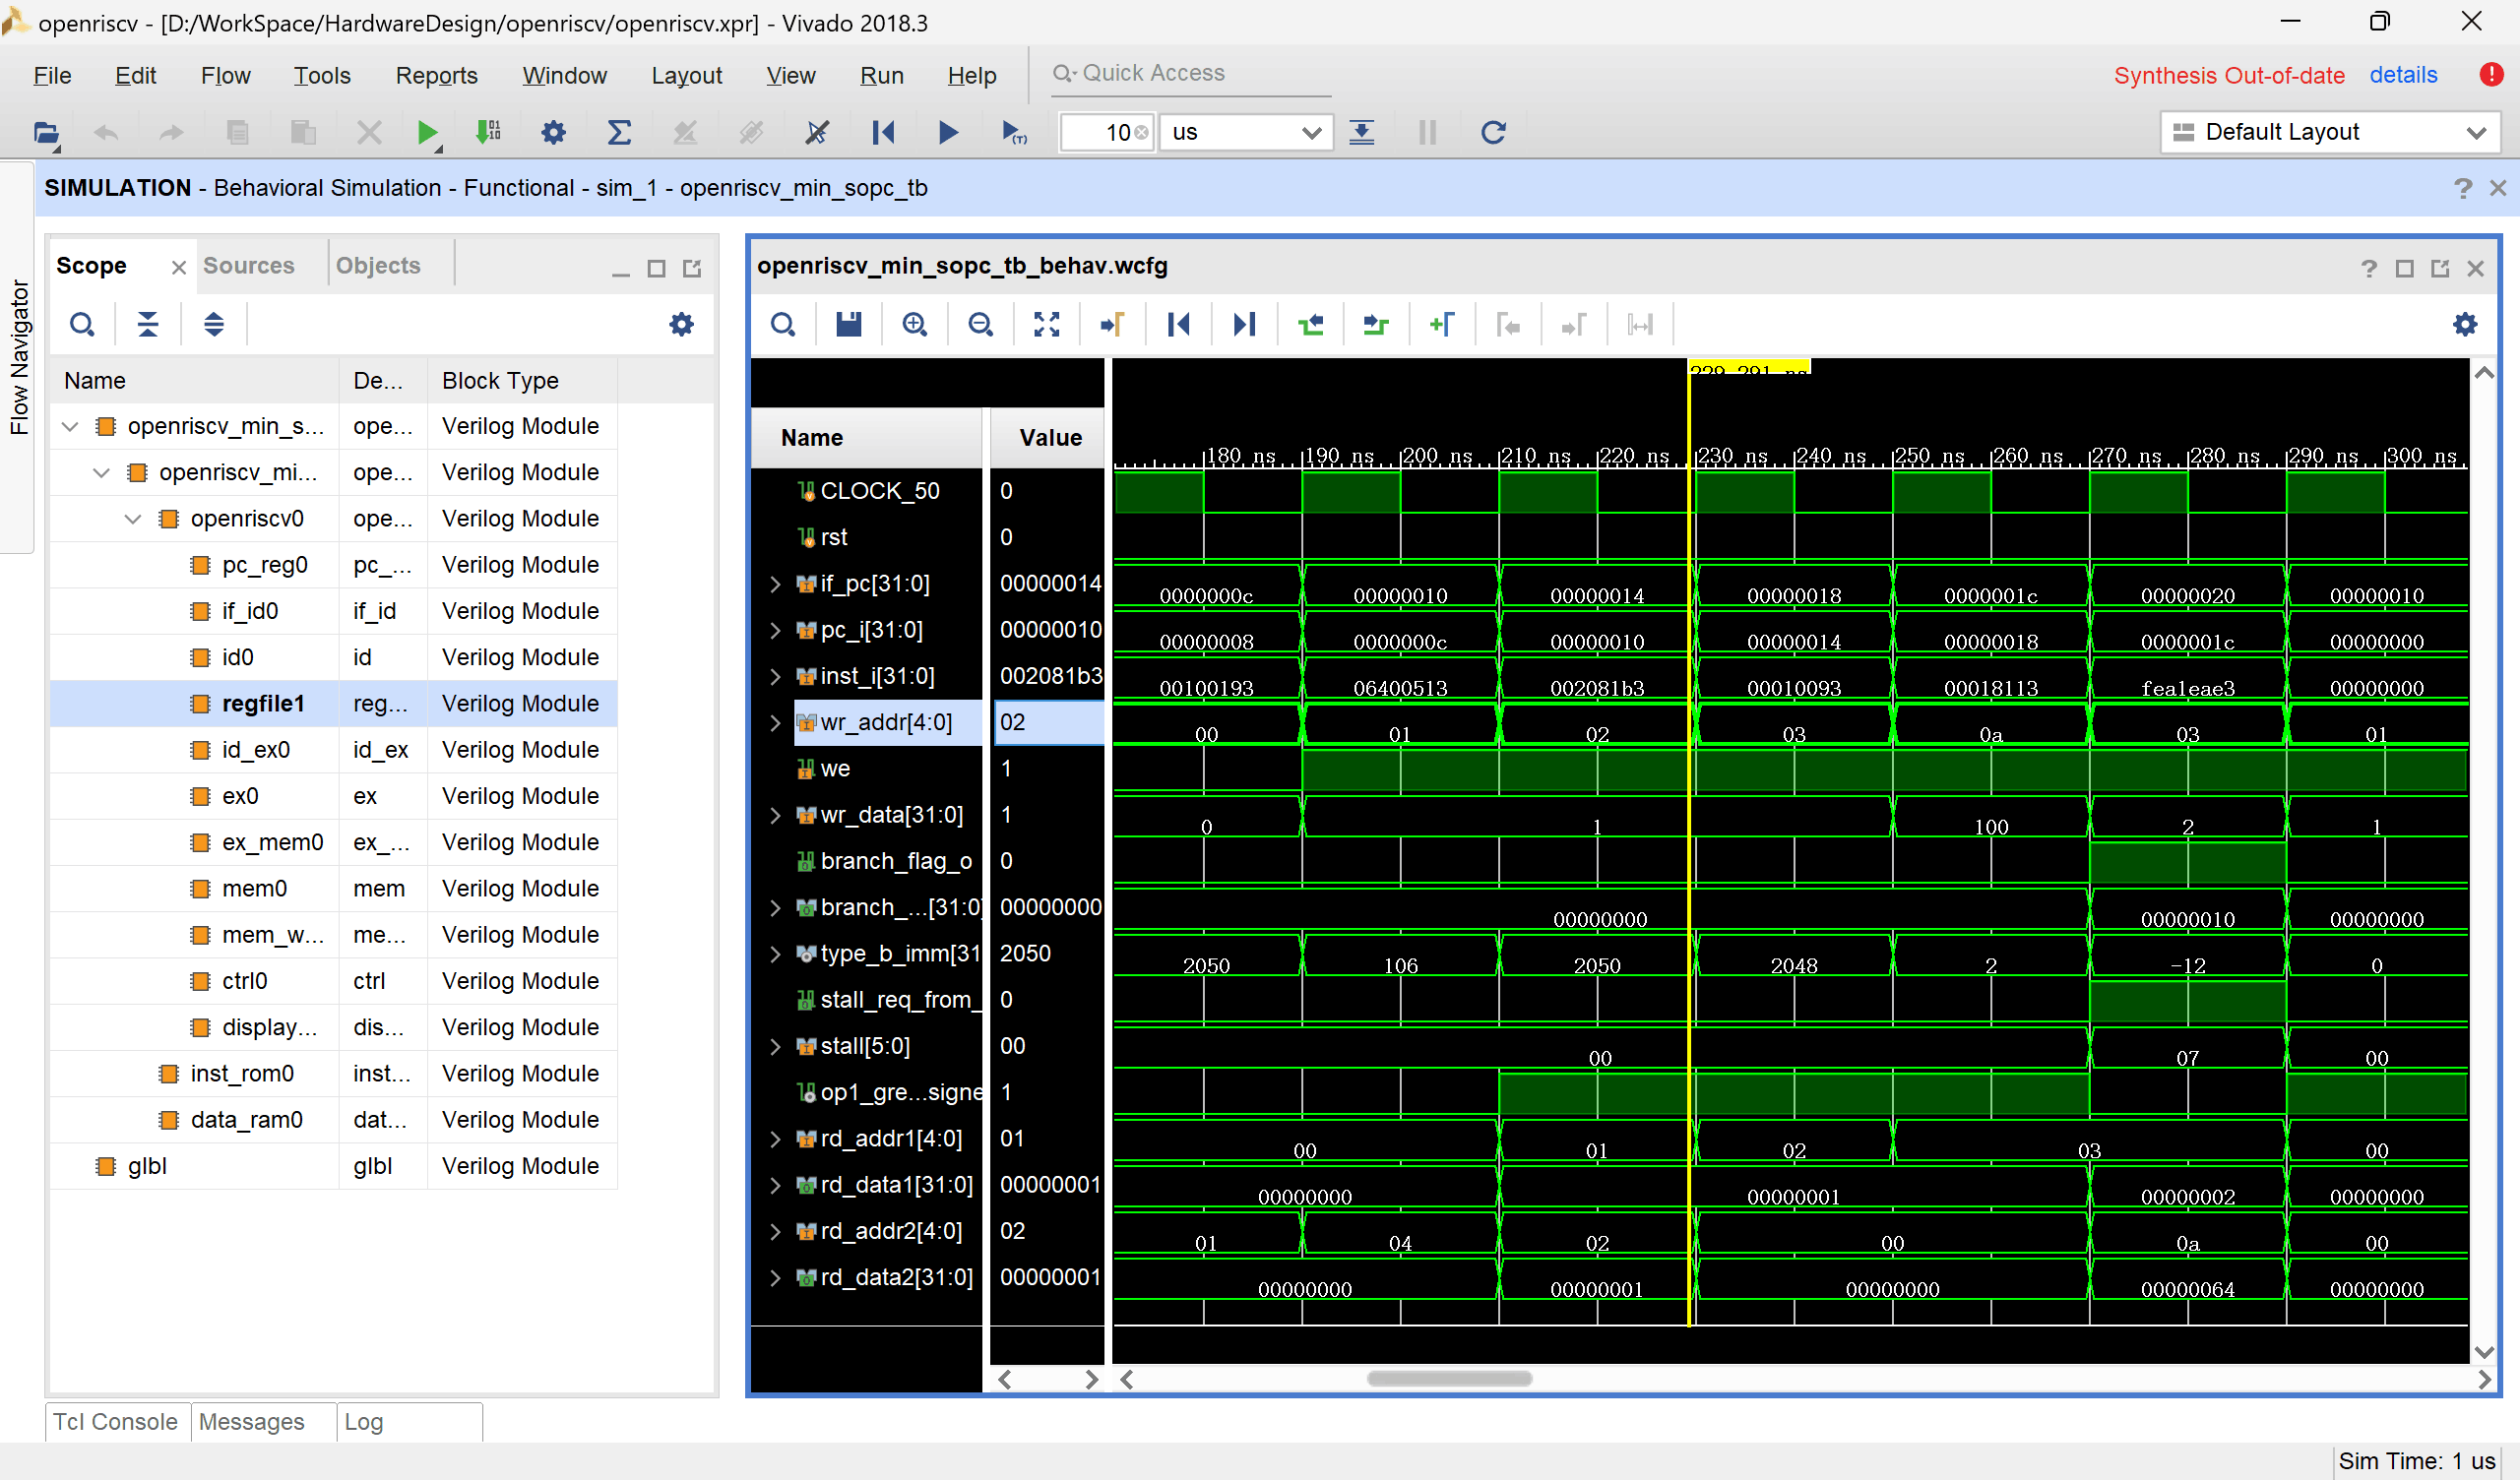 openriscv - [D:/WorkSpace/HardwareDesign/openriscv/openriscv.xpr] - Vivado 2018.3
File Edit Flow Tools Reports Window Layout View Run Help Quick Access Synthesis Out-of-date details
10 us Default Layout
SIMULATION - Behavioral Simulation - Functional - sim_1 - openriscv_min_sopc_tb
Flow Navigator
Scope Sources Objects
Name De... Block Type
openriscv_min_s... ope... Verilog Module
openriscv_mi... ope... Verilog Module
openriscv0 ope... Verilog Module
pc_reg0 pc_... Verilog Module
if_id0 if_id Verilog Module
id0 id Verilog Module
regfile1 reg... Verilog Module
id_ex0 id_ex Verilog Module
ex0 ex Verilog Module
ex_mem0 ex_... Verilog Module
mem0 mem Verilog Module
mem_w... me... Verilog Module
ctrl0 ctrl Verilog Module
display... dis... Verilog Module
inst_rom0 inst... Verilog Module
data_ram0 dat... Verilog Module
glbl glbl Verilog Module
openriscv_min_sopc_tb_behav.wcfg
229.291 ns
Name Value
180 ns 190 ns 200 ns 210 ns 220 ns 230 ns 240 ns 250 ns 260 ns 270 ns 280 ns 290 ns 300 ns
CLOCK_50 0
rst 0
if_pc[31:0] 00000014 0000000c 00000010 00000014 00000018 0000001c 00000020 00000010
pc_i[31:0] 00000010 00000008 0000000c 00000010 00000014 00000018 0000001c 00000000
inst_i[31:0] 002081b3 00100193 06400513 002081b3 00010093 00018113 fea1eae3 00000000
wr_addr[4:0] 02 00 01 02 03 0a 03 01
we 1
wr_data[31:0] 1 0 1 100 2 1
branch_flag_o 0
branch_...[31:0] 00000000 00000000 00000010 00000000
type_b_imm[31 2050 2050 106 2050 2048 2 -12 0
stall_req_from_ 0
stall[5:0] 00 00 07 00
op1_gre...signe 1
rd_addr1[4:0] 01 00 01 02 03 00
rd_data1[31:0] 00000001 00000000 00000001 00000002 00000000
rd_addr2[4:0] 02 01 04 02 00 0a 00
rd_data2[31:0] 00000001 00000000 00000001 00000000 00000064 00000000
Tcl Console Messages Log
Sim Time: 1 us